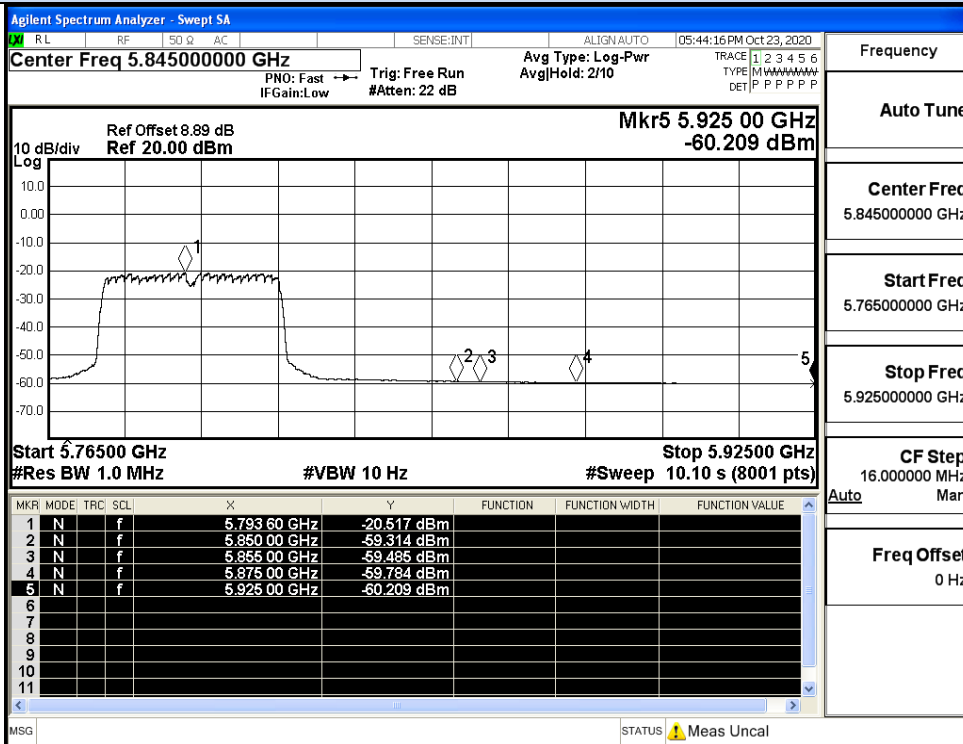 Agilent Spectrum Analyzer - Swept SA
LXI RL RF 50 Ω AC SENSE:INT ALIGN AUTO 05:44:16 PM Oct 23, 2020
Center Freq 5.845000000 GHz
PNO: Fast Trig: Free Run Avg Type: Log-Pwr TRACE 1 2 3 4 5 6
IFGain:Low #Atten: 22 dB Avg|Hold: 2/10 TYPE M W W W W W
DET P P P P P P
Mkr5 5.925 00 GHz
Ref Offset 8.89 dB
10 dB/div Ref 20.00 dBm -60.209 dBm
Log
10.0
0.00
-10.0
-20.0
-30.0
-40.0
-50.0
-60.0
-70.0
1
2
3
4
5
Start 5.76500 GHz Stop 5.92500 GHz
#Res BW 1.0 MHz #VBW 10 Hz #Sweep 10.10 s (8001 pts)
MKR MODE TRC SCL X Y FUNCTION FUNCTION WIDTH FUNCTION VALUE
1 N f 5.793 60 GHz -20.517 dBm
2 N f 5.850 00 GHz -59.314 dBm
3 N f 5.855 00 GHz -59.485 dBm
4 N f 5.875 00 GHz -59.784 dBm
5 N f 5.925 00 GHz -60.209 dBm
6
7
8
9
10
11
MSG STATUS Meas Uncal
Frequency
Auto Tune
Center Freq
5.845000000 GHz
Start Freq
5.765000000 GHz
Stop Freq
5.925000000 GHz
CF Step
16.000000 MHz
Auto Man
Freq Offset
0 Hz